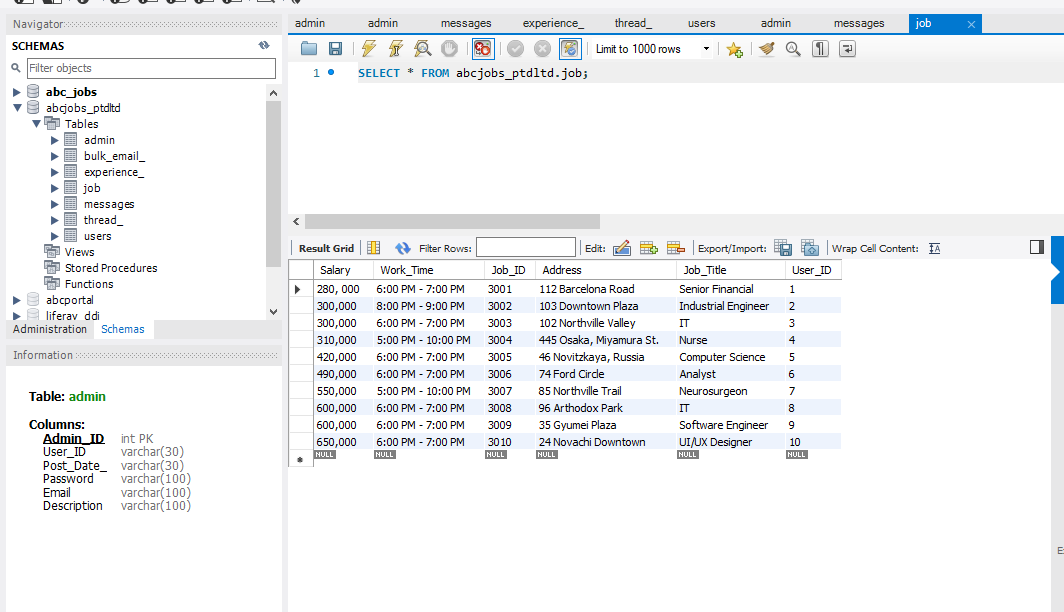 Navigator
SCHEMAS
Filter objects
abc_jobs
abcjobs_ptdltd
Tables
admin
bulk_email_
experience_
job
messages
thread_
users
Views
Stored Procedures
Functions
abcportal
liferay_ddi
Administration Schemas
Information
Table: admin
Columns:
Admin_ID int PK
User_ID varchar(30)
Post_Date_ varchar(30)
Password varchar(100)
Email varchar(100)
Description varchar(100)
admin admin messages experience_ thread_ users admin messages job
Limit to 1000 rows
1 SELECT * FROM abcjobs_ptdltd.job;
Result Grid Filter Rows: Edit: Export/Import: Wrap Cell Content:
Salary Work_Time Job_ID Address Job_Title User_ID
280, 000 6:00 PM - 7:00 PM 3001 112 Barcelona Road Senior Financial 1
300,000 8:00 PM - 9:00 PM 3002 103 Downtown Plaza Industrial Engineer 2
300,000 6:00 PM - 7:00 PM 3003 102 Northville Valley IT 3
310,000 5:00 PM - 10:00 PM 3004 445 Osaka, Miyamura St. Nurse 4
420,000 6:00 PM - 7:00 PM 3005 46 Novitzkaya, Russia Computer Science 5
490,000 6:00 PM - 7:00 PM 3006 74 Ford Circle Analyst 6
550,000 5:00 PM - 10:00 PM 3007 85 Northville Trail Neurosurgeon 7
600,000 6:00 PM - 7:00 PM 3008 96 Arthodox Park IT 8
600,000 6:00 PM - 7:00 PM 3009 35 Gyumei Plaza Software Engineer 9
650,000 6:00 PM - 7:00 PM 3010 24 Novachi Downtown UI/UX Designer 10
NULL NULL NULL NULL NULL NULL